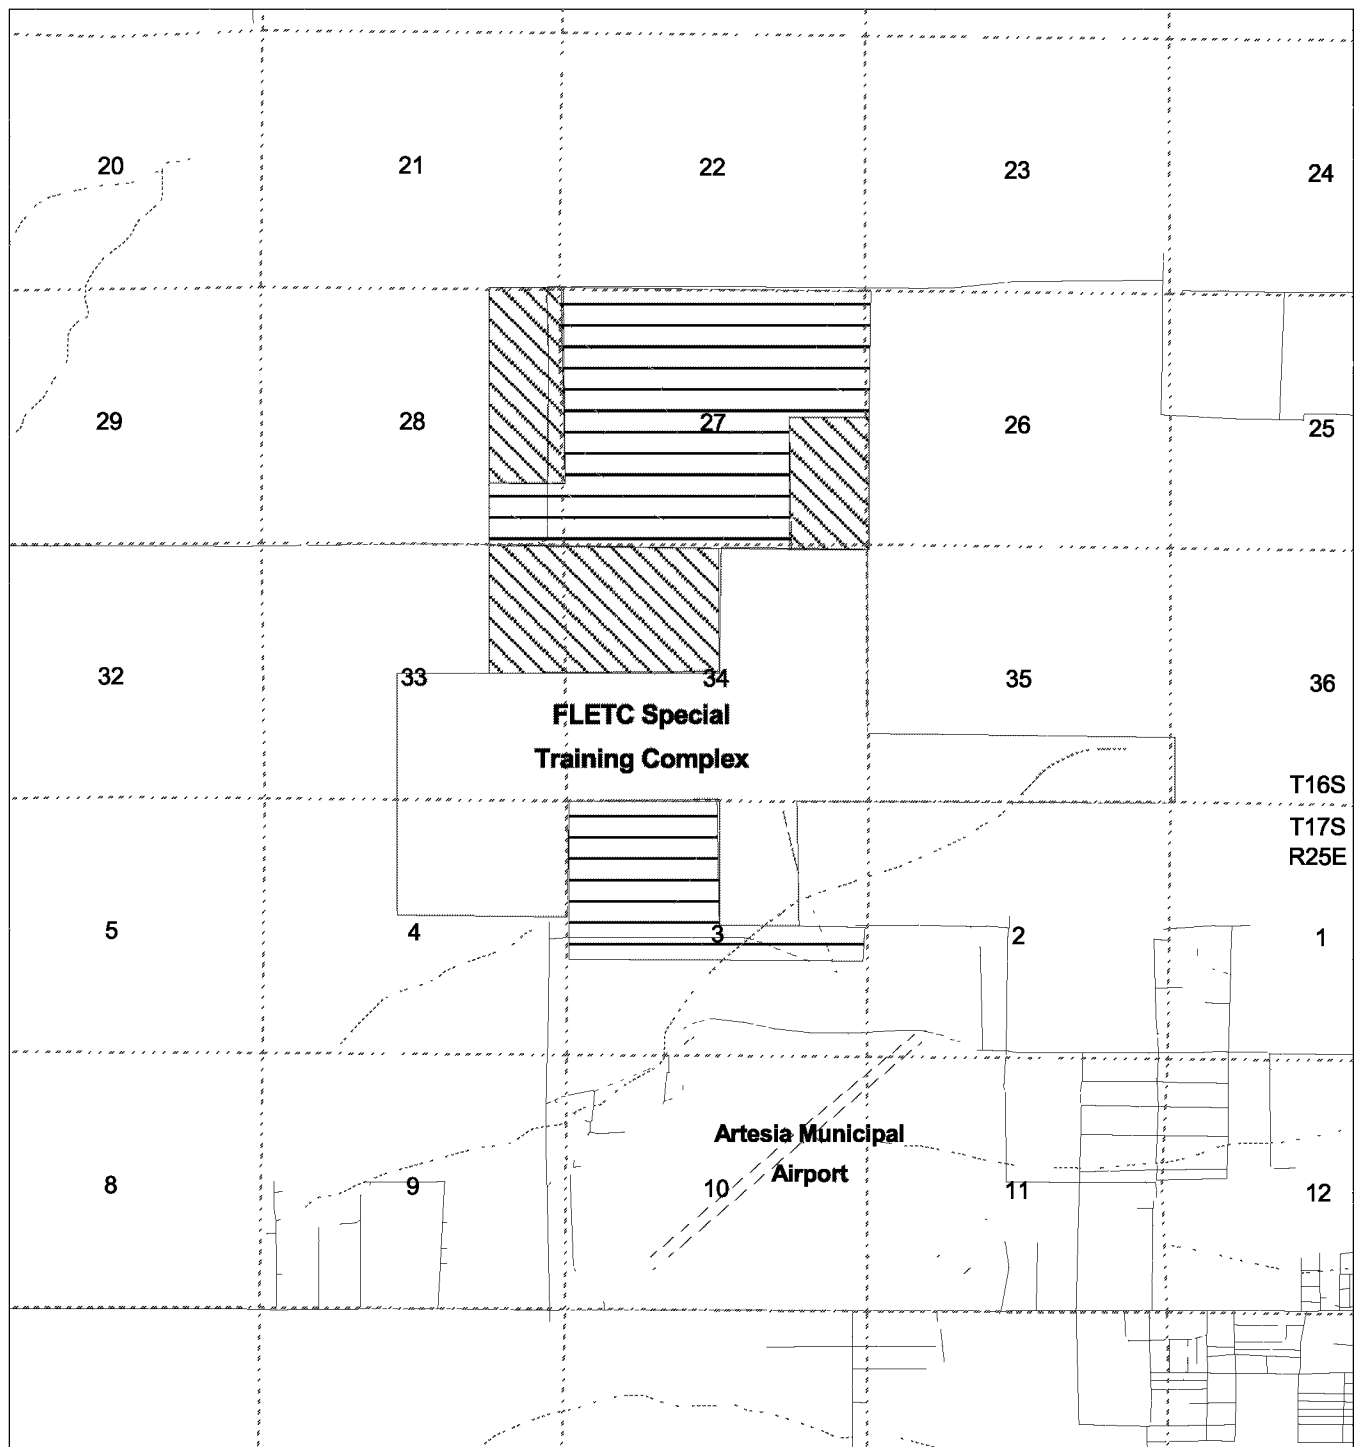 20 21 22 23 24
29 28 27 26 25
32 33 34 35 36
FLETC Special
Training Complex
T16S
T17S
R25E
5 4 3 2 1
Artesia Municipal
Airport
8 9 10 11 12